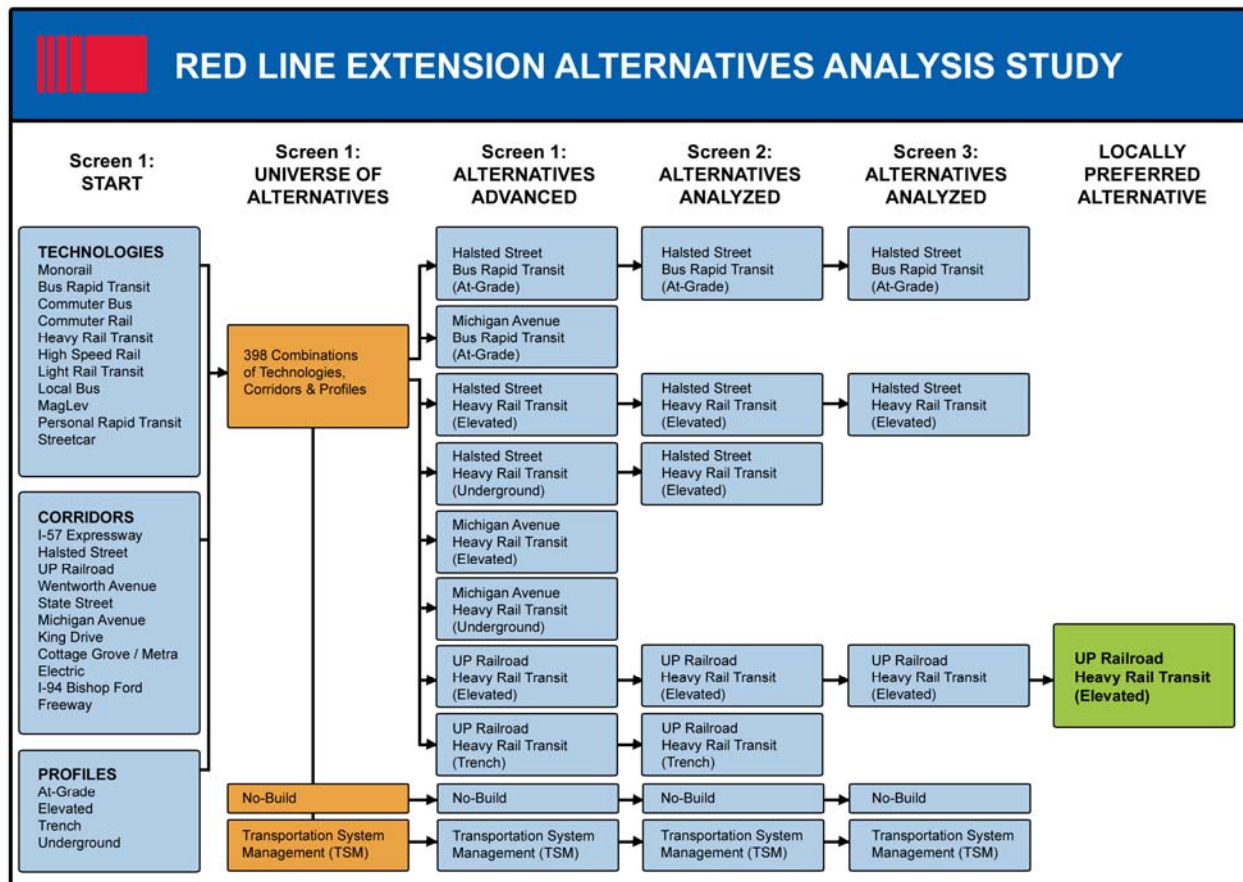 RED LINE EXTENSION ALTERNATIVES ANALYSIS STUDY
Screen 1:
START
Screen 1:
UNIVERSE OF
ALTERNATIVES
Screen 1:
ALTERNATIVES
ADVANCED
Screen 2:
ALTERNATIVES
ANALYZED
Screen 3:
ALTERNATIVES
ANALYZED
LOCALLY
PREFERRED
ALTERNATIVE
TECHNOLOGIES
Monorail
Bus Rapid Transit
Commuter Bus
Commuter Rail
Heavy Rail Transit
High Speed Rail
Light Rail Transit
Local Bus
MagLev
Personal Rapid Transit
Streetcar
CORRIDORS
I-57 Expressway
Halsted Street
UP Railroad
Wentworth Avenue
State Street
Michigan Avenue
King Drive
Cottage Grove / Metra
Electric
I-94 Bishop Ford
Freeway
PROFILES
At-Grade
Elevated
Trench
Underground
398 Combinations
of Technologies,
Corridors & Profiles
No-Build
Transportation System
Management (TSM)
Halsted Street
Bus Rapid Transit
(At-Grade)
Michigan Avenue
Bus Rapid Transit
(At-Grade)
Halsted Street
Heavy Rail Transit
(Elevated)
Halsted Street
Heavy Rail Transit
(Underground)
Michigan Avenue
Heavy Rail Transit
(Elevated)
Michigan Avenue
Heavy Rail Transit
(Underground)
UP Railroad
Heavy Rail Transit
(Elevated)
UP Railroad
Heavy Rail Transit
(Trench)
No-Build
Transportation System
Management (TSM)
Halsted Street
Bus Rapid Transit
(At-Grade)
Halsted Street
Heavy Rail Transit
(Elevated)
Halsted Street
Heavy Rail Transit
(Elevated)
UP Railroad
Heavy Rail Transit
(Elevated)
UP Railroad
Heavy Rail Transit
(Trench)
No-Build
Transportation System
Management (TSM)
Halsted Street
Bus Rapid Transit
(At-Grade)
Halsted Street
Heavy Rail Transit
(Elevated)
UP Railroad
Heavy Rail Transit
(Elevated)
No-Build
Transportation System
Management (TSM)
UP Railroad
Heavy Rail Transit
(Elevated)